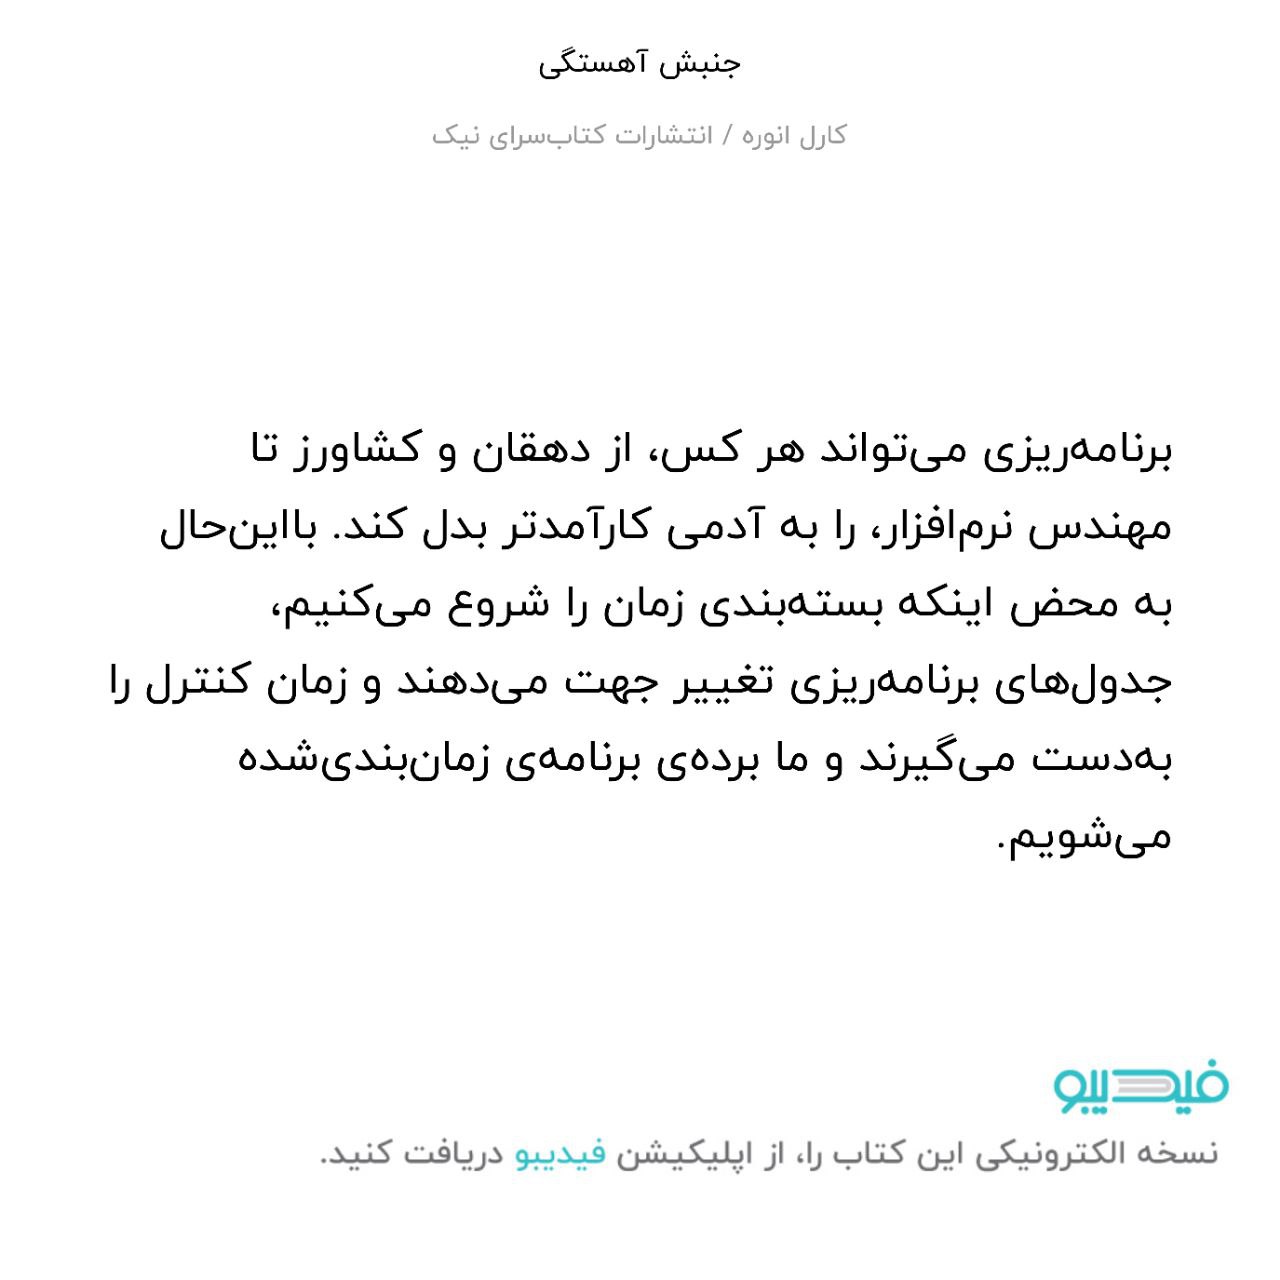 جنبش آهستگی
کارل انوره / انتشارات کتاب‌سرای نیک
برنامه‌ریزی می‌تواند هر کس، از دهقان و کشاورز تا
مهندس نرم‌افزار، را به آدمی کارآمدتر بدل کند. بااین‌حال
به محض اینکه بسته‌بندی زمان را شروع می‌کنیم،
جدول‌های برنامه‌ریزی تغییر جهت می‌دهند و زمان کنترل را
به‌دست می‌گیرند و ما برده‌ی برنامه‌ی زمان‌بندی‌شده
می‌شویم.
فیدیبو
نسخه الکترونیکی این کتاب را، از اپلیکیشن فیدیبو دریافت کنید.